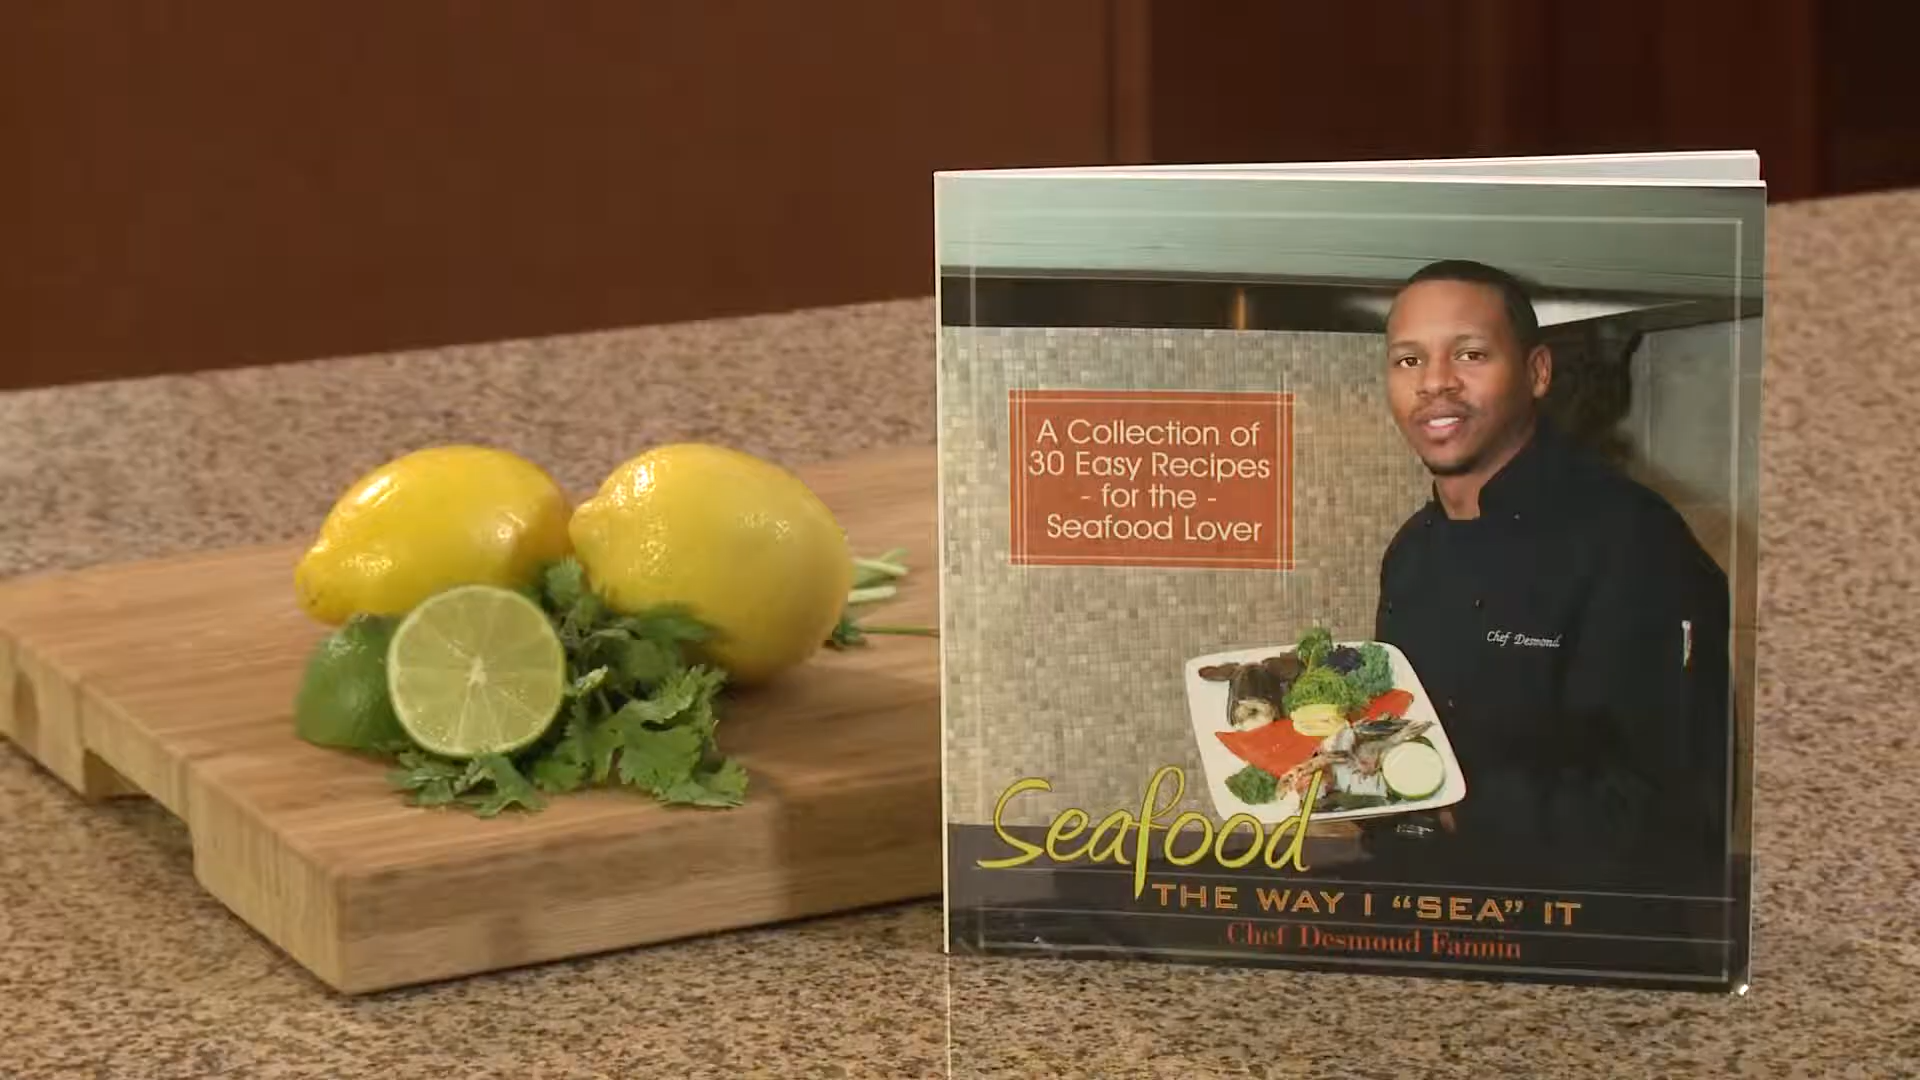 A Collection of
30 Easy Recipes
- for the -
Seafood Lover
Chef Desmond
Seafood
THE WAY I “SEA” IT
Chef Desmond Fannin